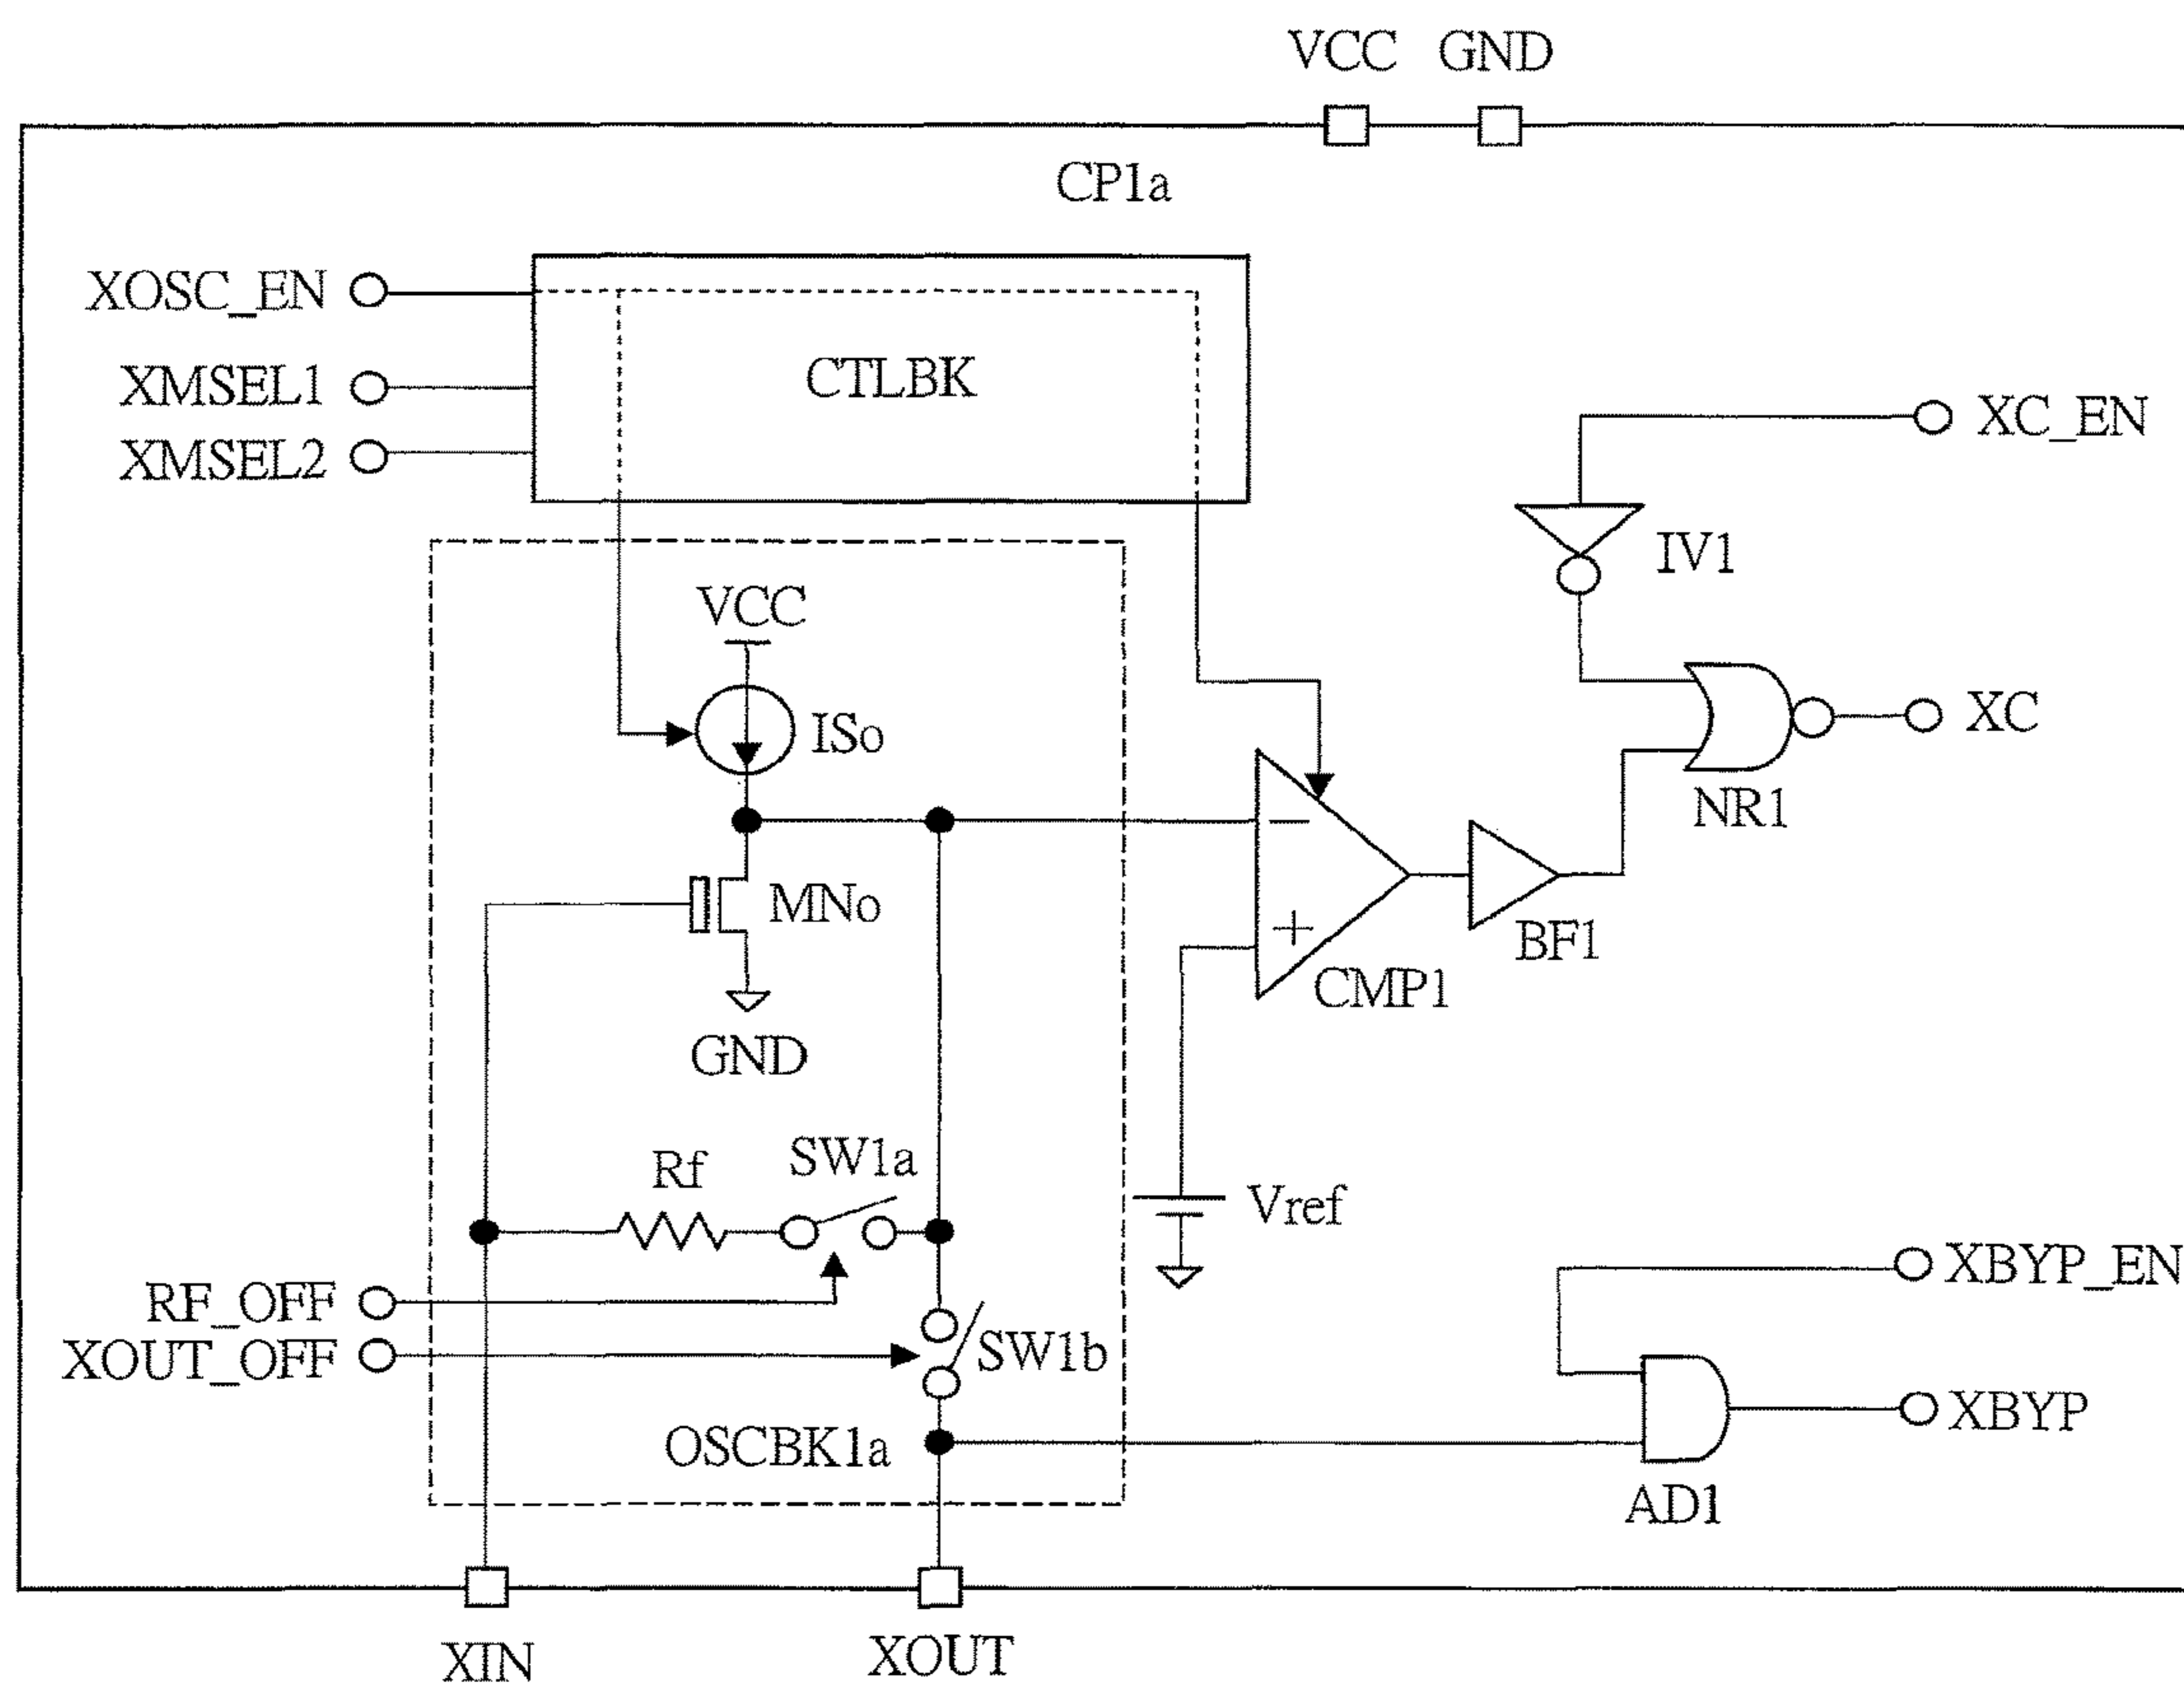 VCC GND
CP1a
XOSC_EN
CTLBK
XMSEL1
XC_EN
XMSEL2
IV1
VCC
ISo
XC
NR1
MNo
BF1
CMP1
GND
SW1a
Rf
Vref
XBYP_EN
RF_OFF
XOUT_OFF
SW1b
XBYP
OSCBK1a
AD1
XIN
XOUT